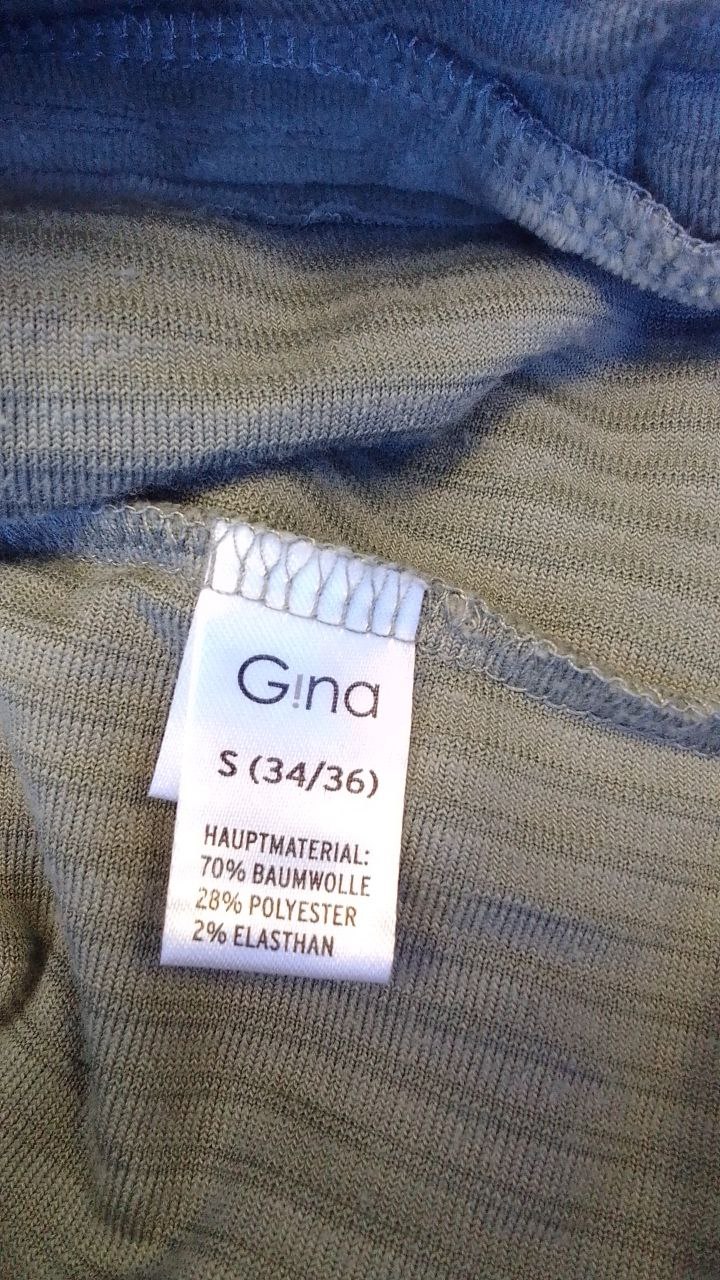 G!na
S (34/36)
HAUPTMATERIAL:
70% BAUMWOLLE
28% POLYESTER
2% ELASTHAN